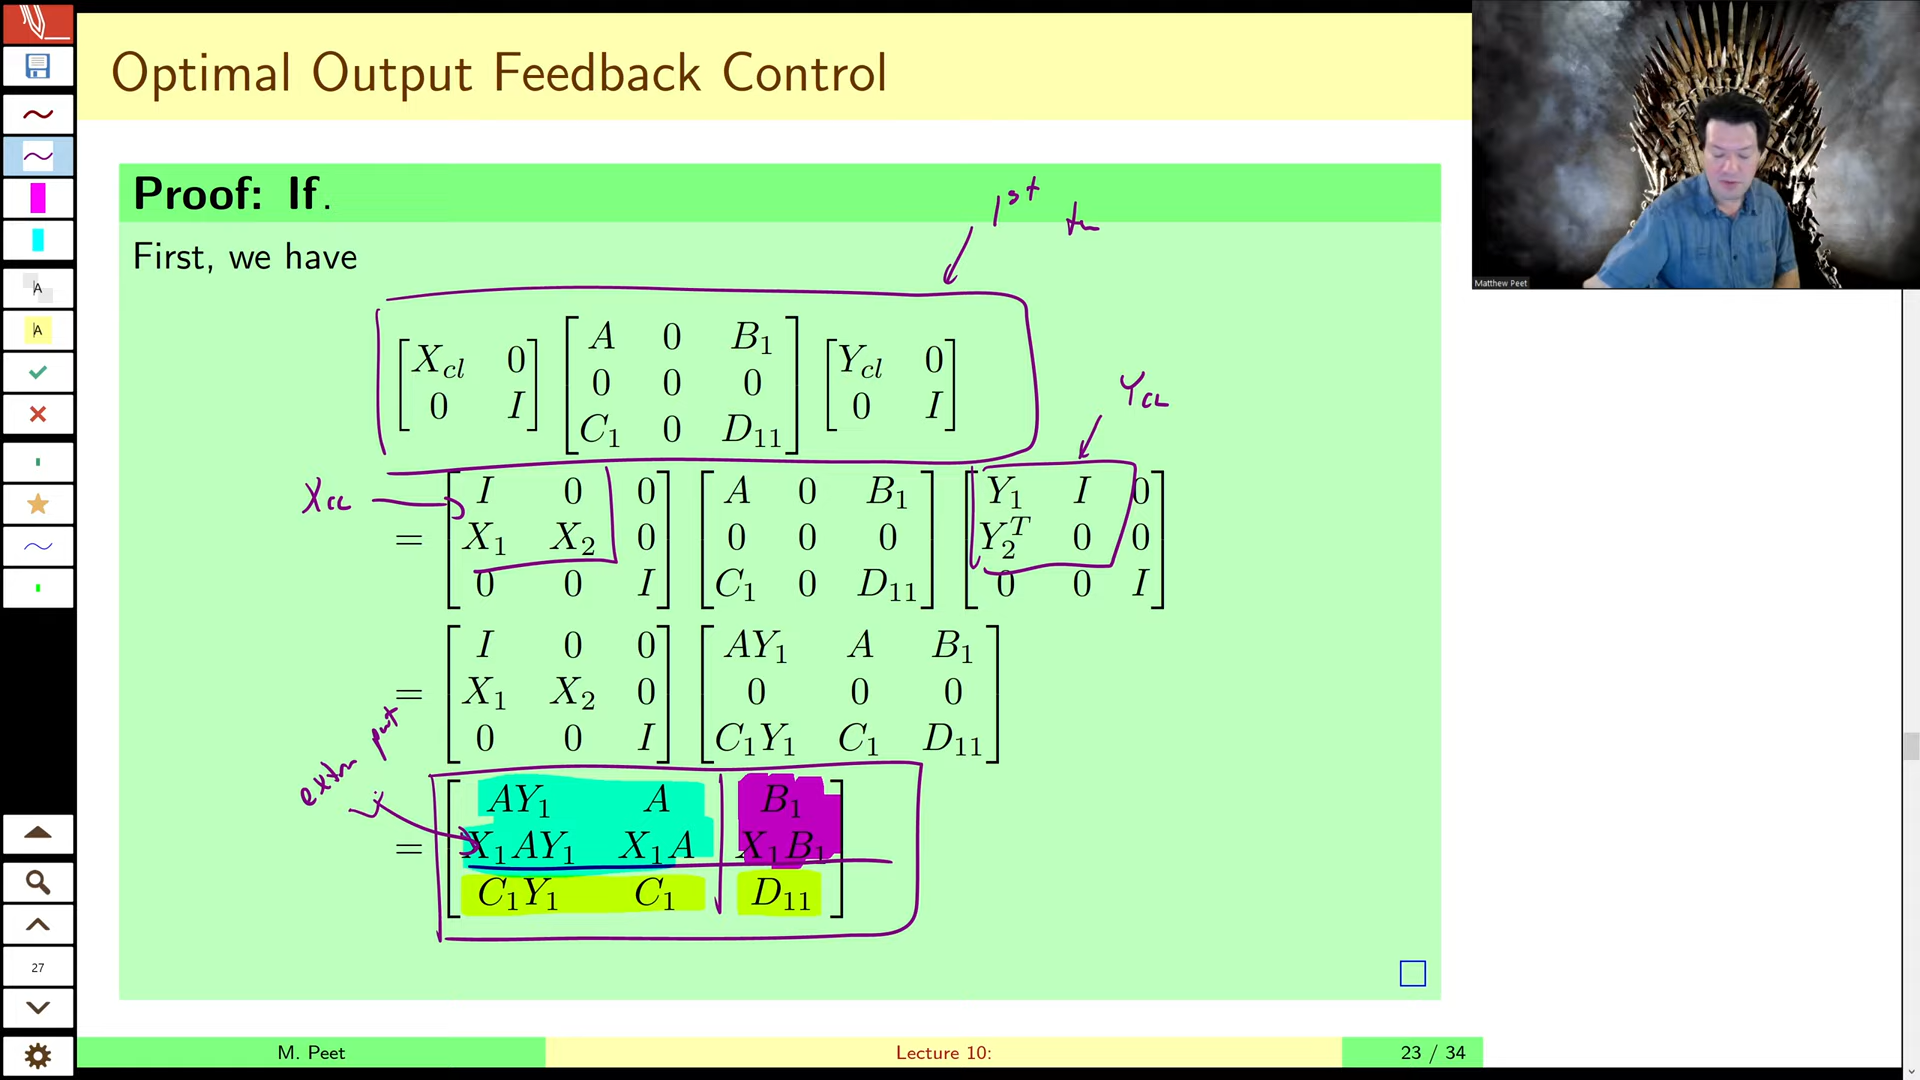 Optimal Output Feedback Control
Matthew Peet
Proof: If.
1st
First, we have
[X_cl 0; 0 I] [A 0 B_1; 0 0 0; C_1 0 D_11] [Y_cl 0; 0 I]
Y_CL
X_CL
= [I 0 0; X_1 X_2 0; 0 0 I] [A 0 B_1; 0 0 0; C_1 0 D_11] [Y_1 I 0; Y_2^T 0 0; 0 0 I]
= [I 0 0; X_1 X_2 0; 0 0 I] [AY_1 A B_1; 0 0 0; C_1Y_1 C_1 D_11]
extra part
= [AY_1 A B_1; X_1AY_1 X_1A X_1B_1; C_1Y_1 C_1 D_11]
27
M. Peet
Lecture 10:
23 / 34